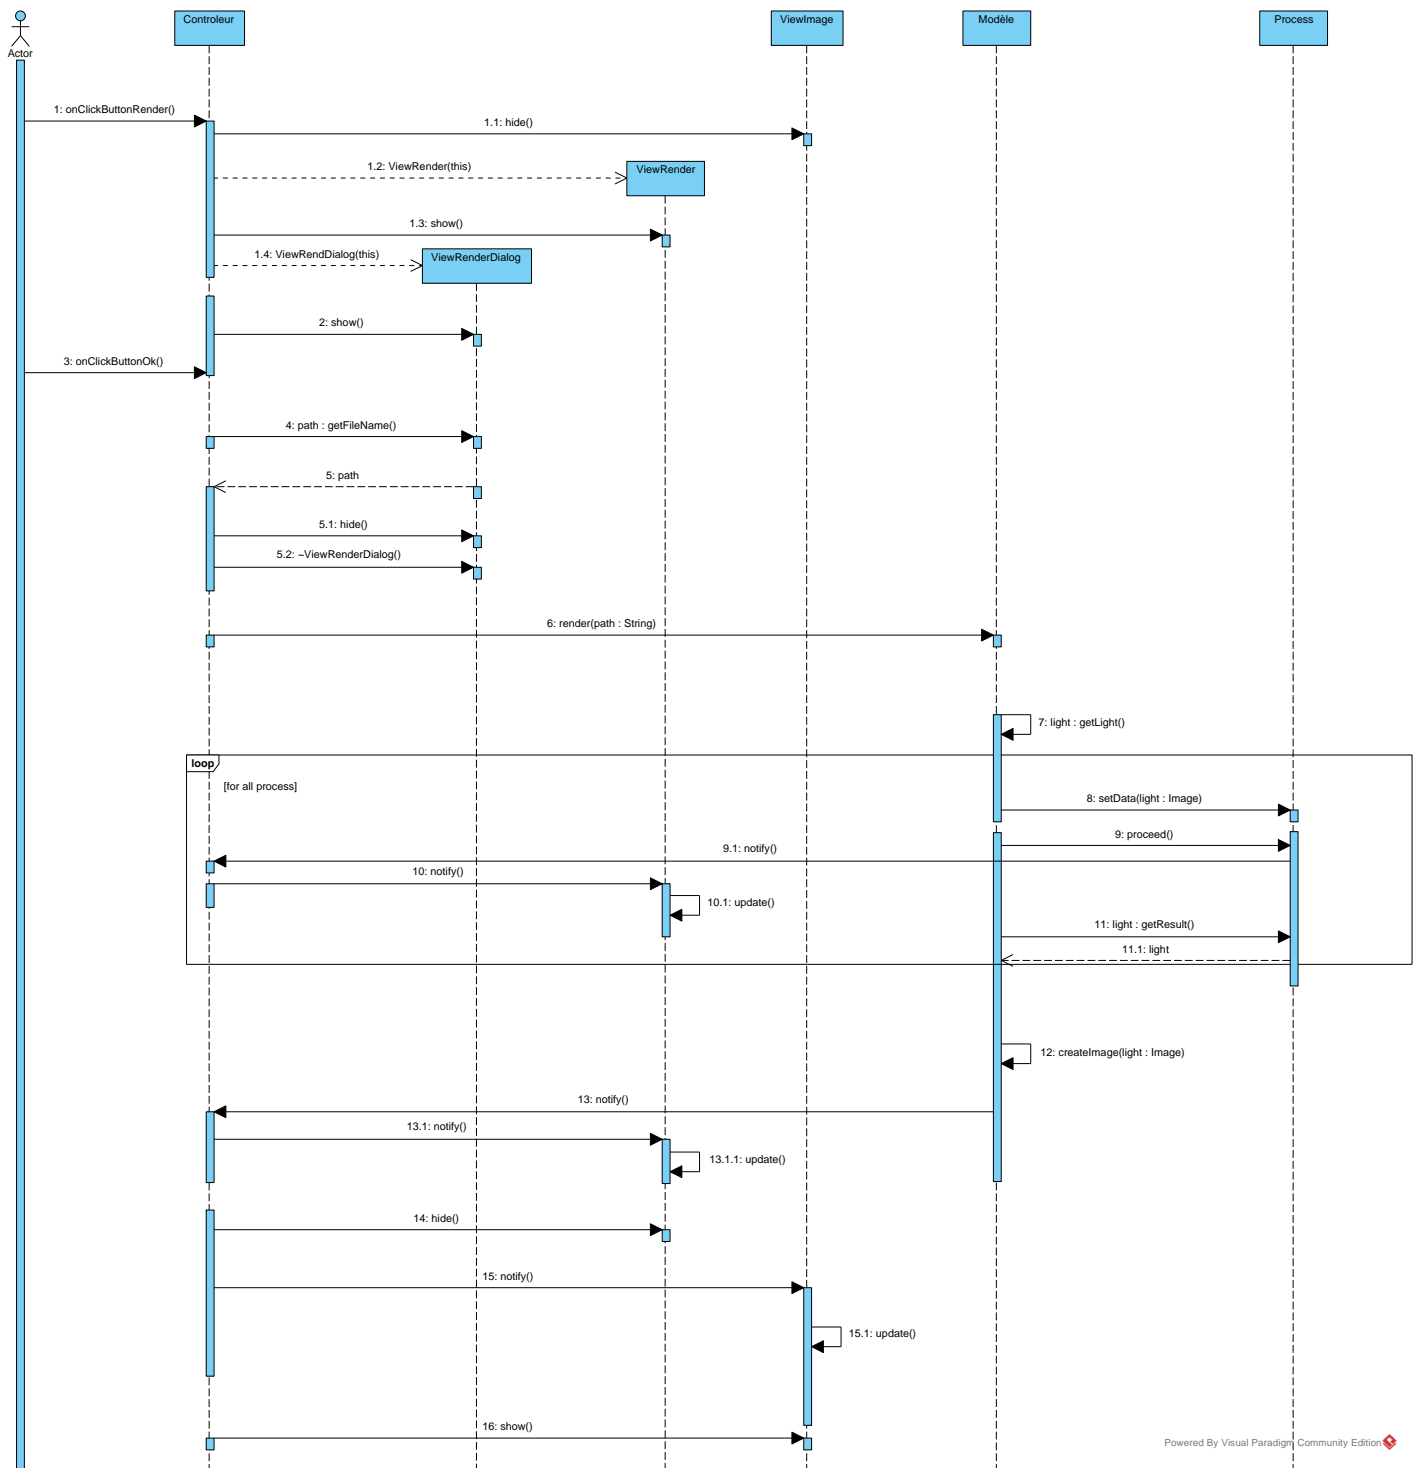 Controleur
ViewImage
Modèle
Process
Actor
1: onClickButtonRender()
1.1: hide()
1.2: ViewRender(this)
ViewRender
1.3: show()
1.4: ViewRendDialog(this)
ViewRenderDialog
2: show()
3: onClickButtonOk()
4: path : getFileName()
5: path
5.1: hide()
5.2: ~ViewRenderDialog()
6: render(path : String)
7: light : getLight()
loop
[for all process]
8: setData(light : Image)
9: proceed()
9.1: notify()
10: notify()
10.1: update()
11: light : getResult()
11.1: light
12: createImage(light : Image)
13: notify()
13.1: notify()
13.1.1: update()
14: hide()
15: notify()
15.1: update()
16: show()
Powered By Visual Paradigm Community Edition